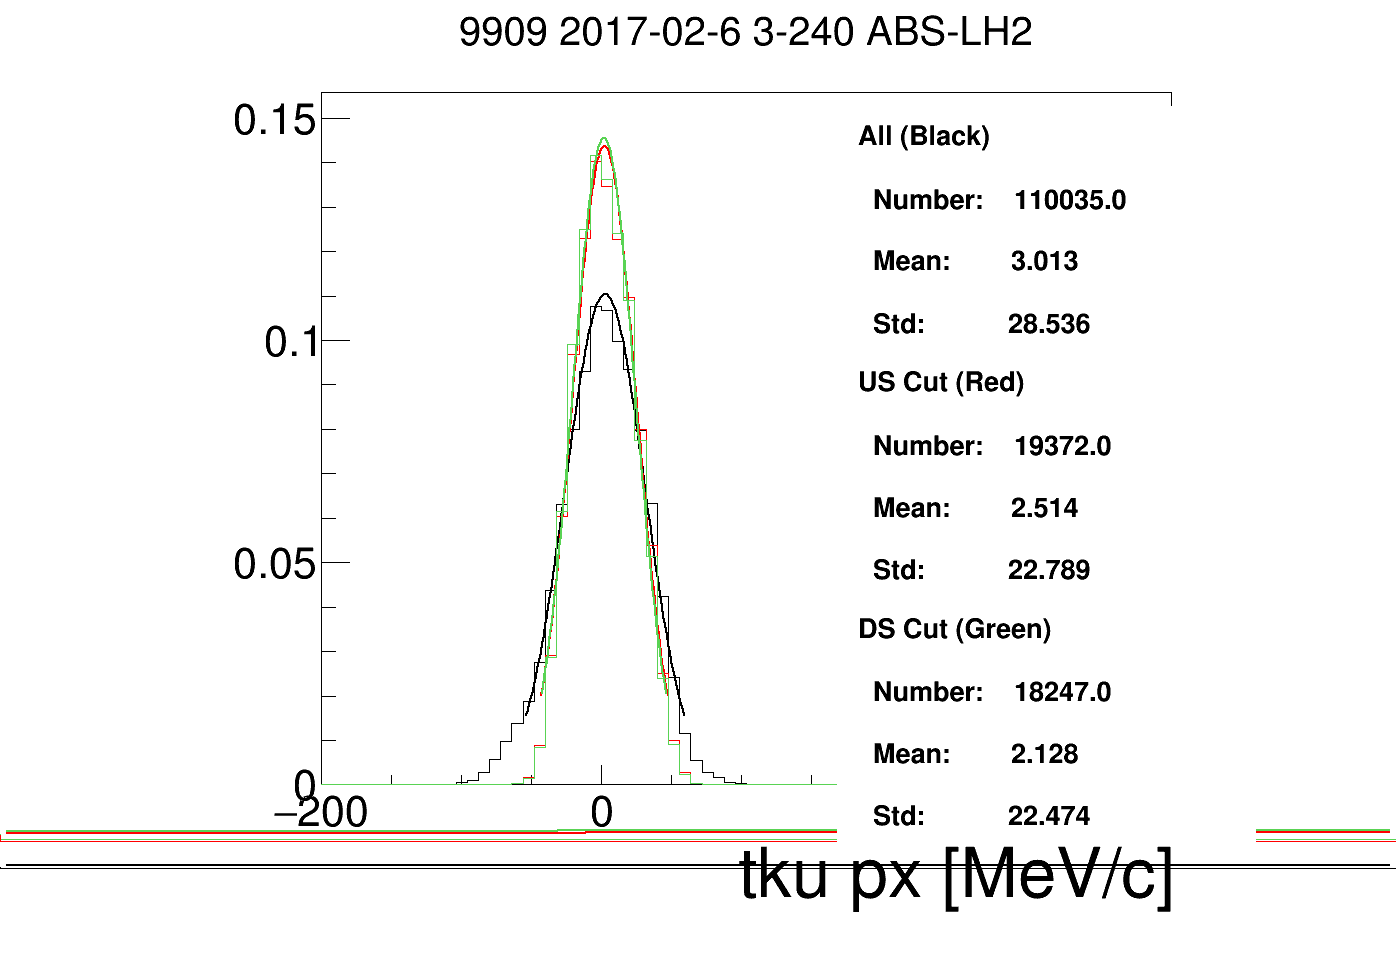 9909 2017-02-6 3-240 ABS-LH2
0.15
0.1
0.05
0
−200 0
All (Black)
Number: 110035.0
Mean: 3.013
Std: 28.536
US Cut (Red)
Number: 19372.0
Mean: 2.514
Std: 22.789
DS Cut (Green)
Number: 18247.0
Mean: 2.128
Std: 22.474
tku px [MeV/c]